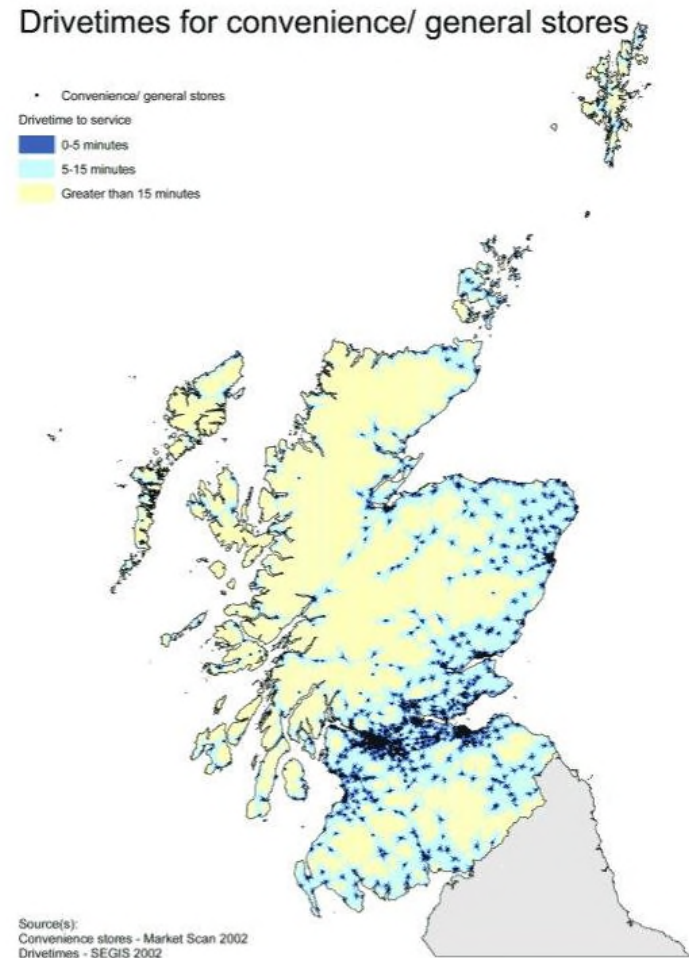 Drivetimes for convenience/ general stores
Convenience/ general stores
Drivetime to service
0-5 minutes
5-15 minutes
Greater than 15 minutes
Source(s):
Convenience stores - Market Scan 2002
Drivetimes - SEGIS 2002